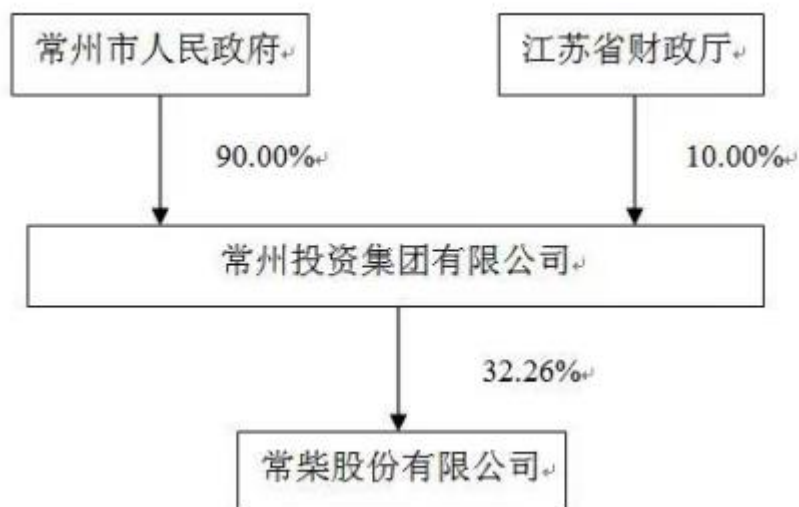 常州市人民政府
江苏省财政厅
90.00%
10.00%
常州投资集团有限公司
32.26%
常柴股份有限公司